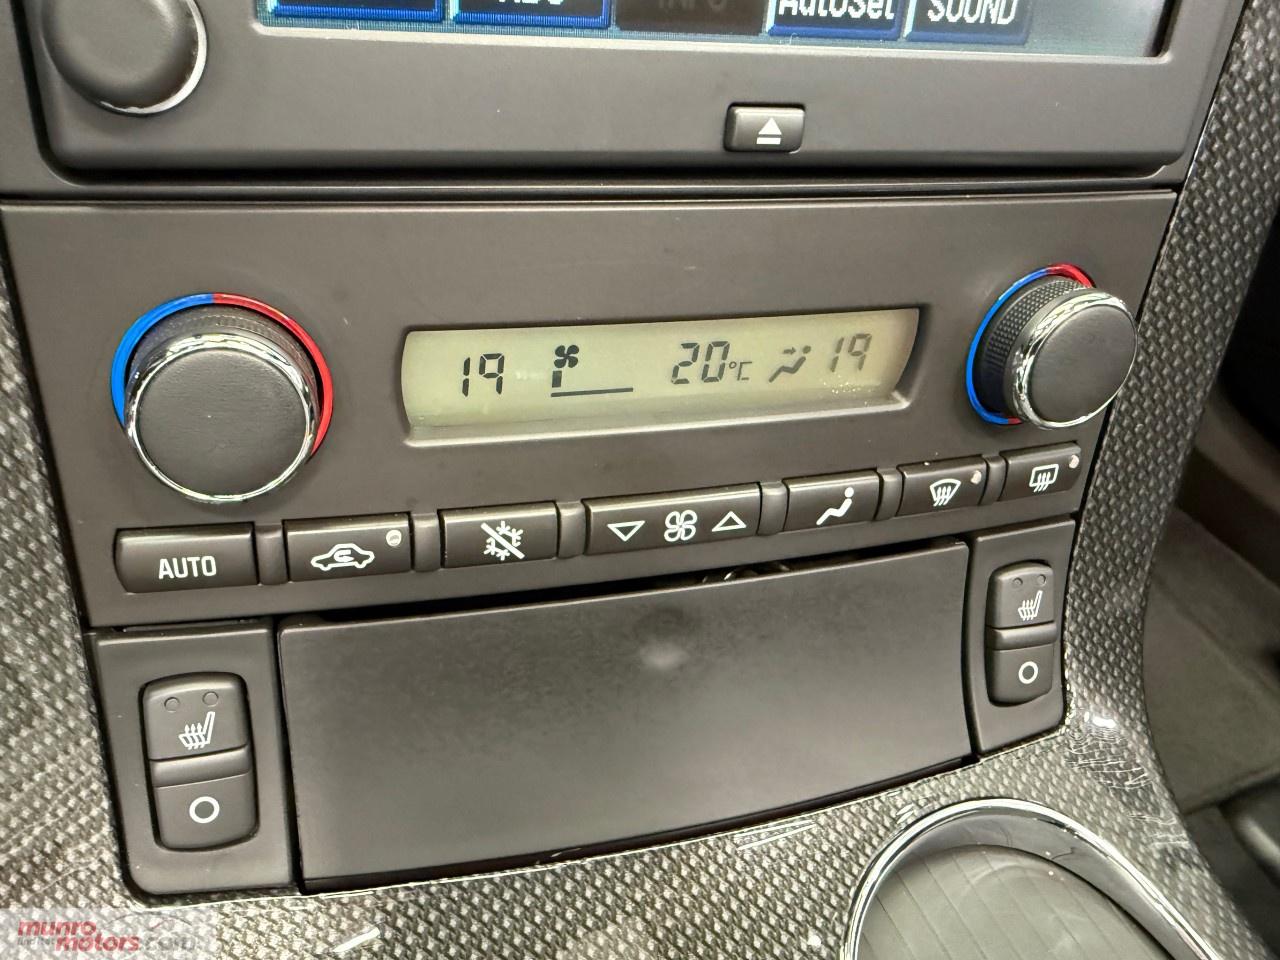 AutoSet SOUND
19 20°C 19
AUTO
munro
motors.com